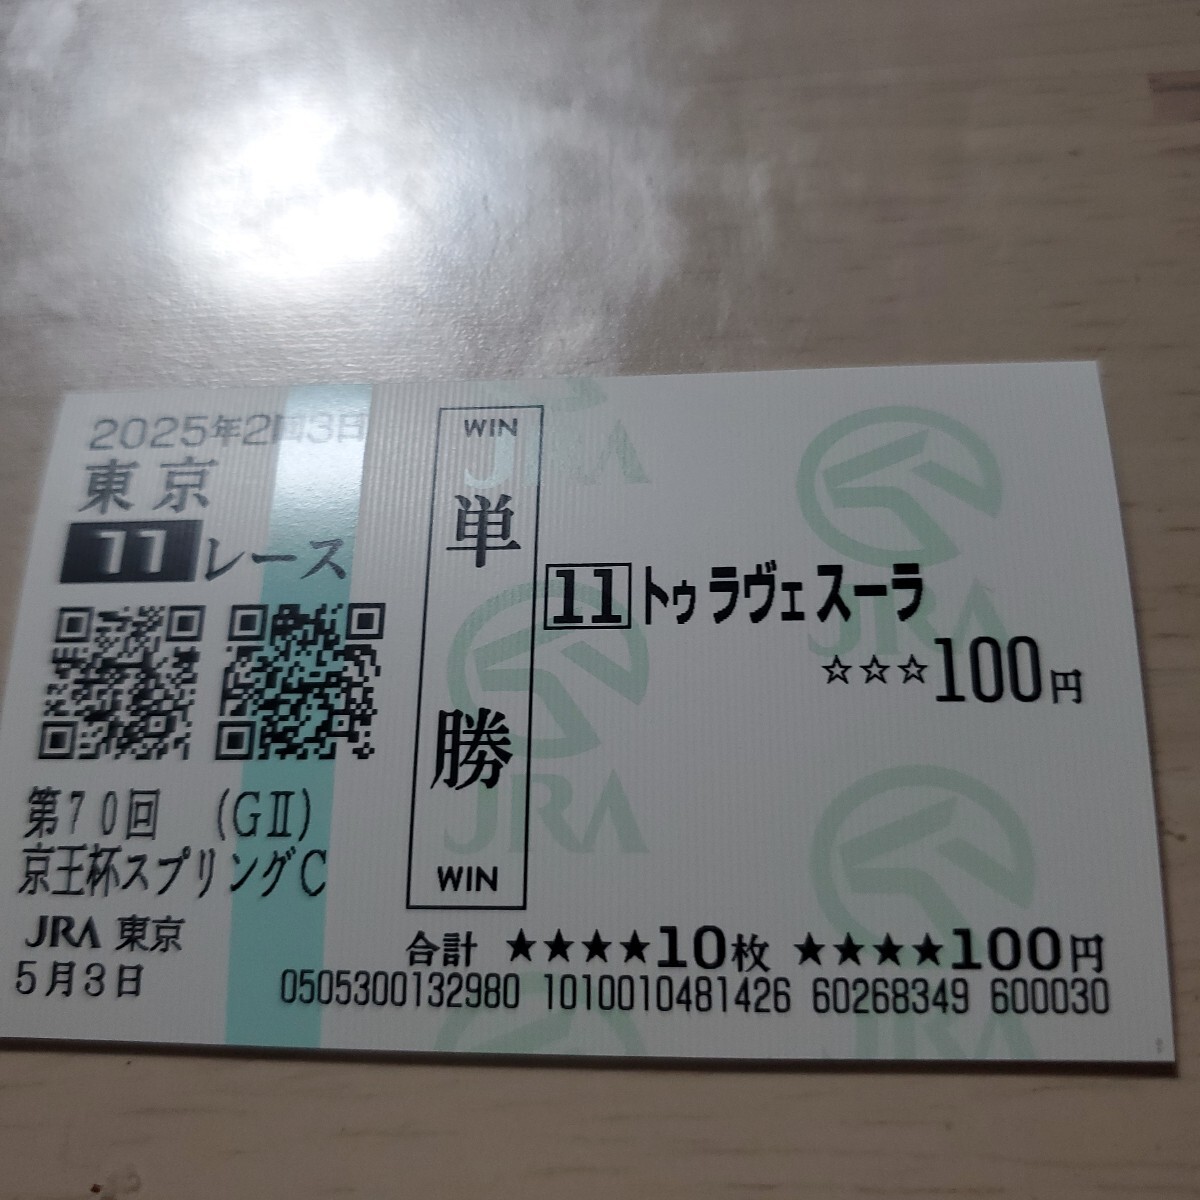 2025年2回3日
東京
11レース
第70回 (GⅡ)
京王杯スプリングC
JRA 東京
5月3日
WIN
単勝
WIN
11 トゥラヴェスーラ
☆☆☆100円
合計 ★★★★10枚 ★★★★100円
0505300132980 1010010481426 60268349 600030
JRA
JRA
JRA